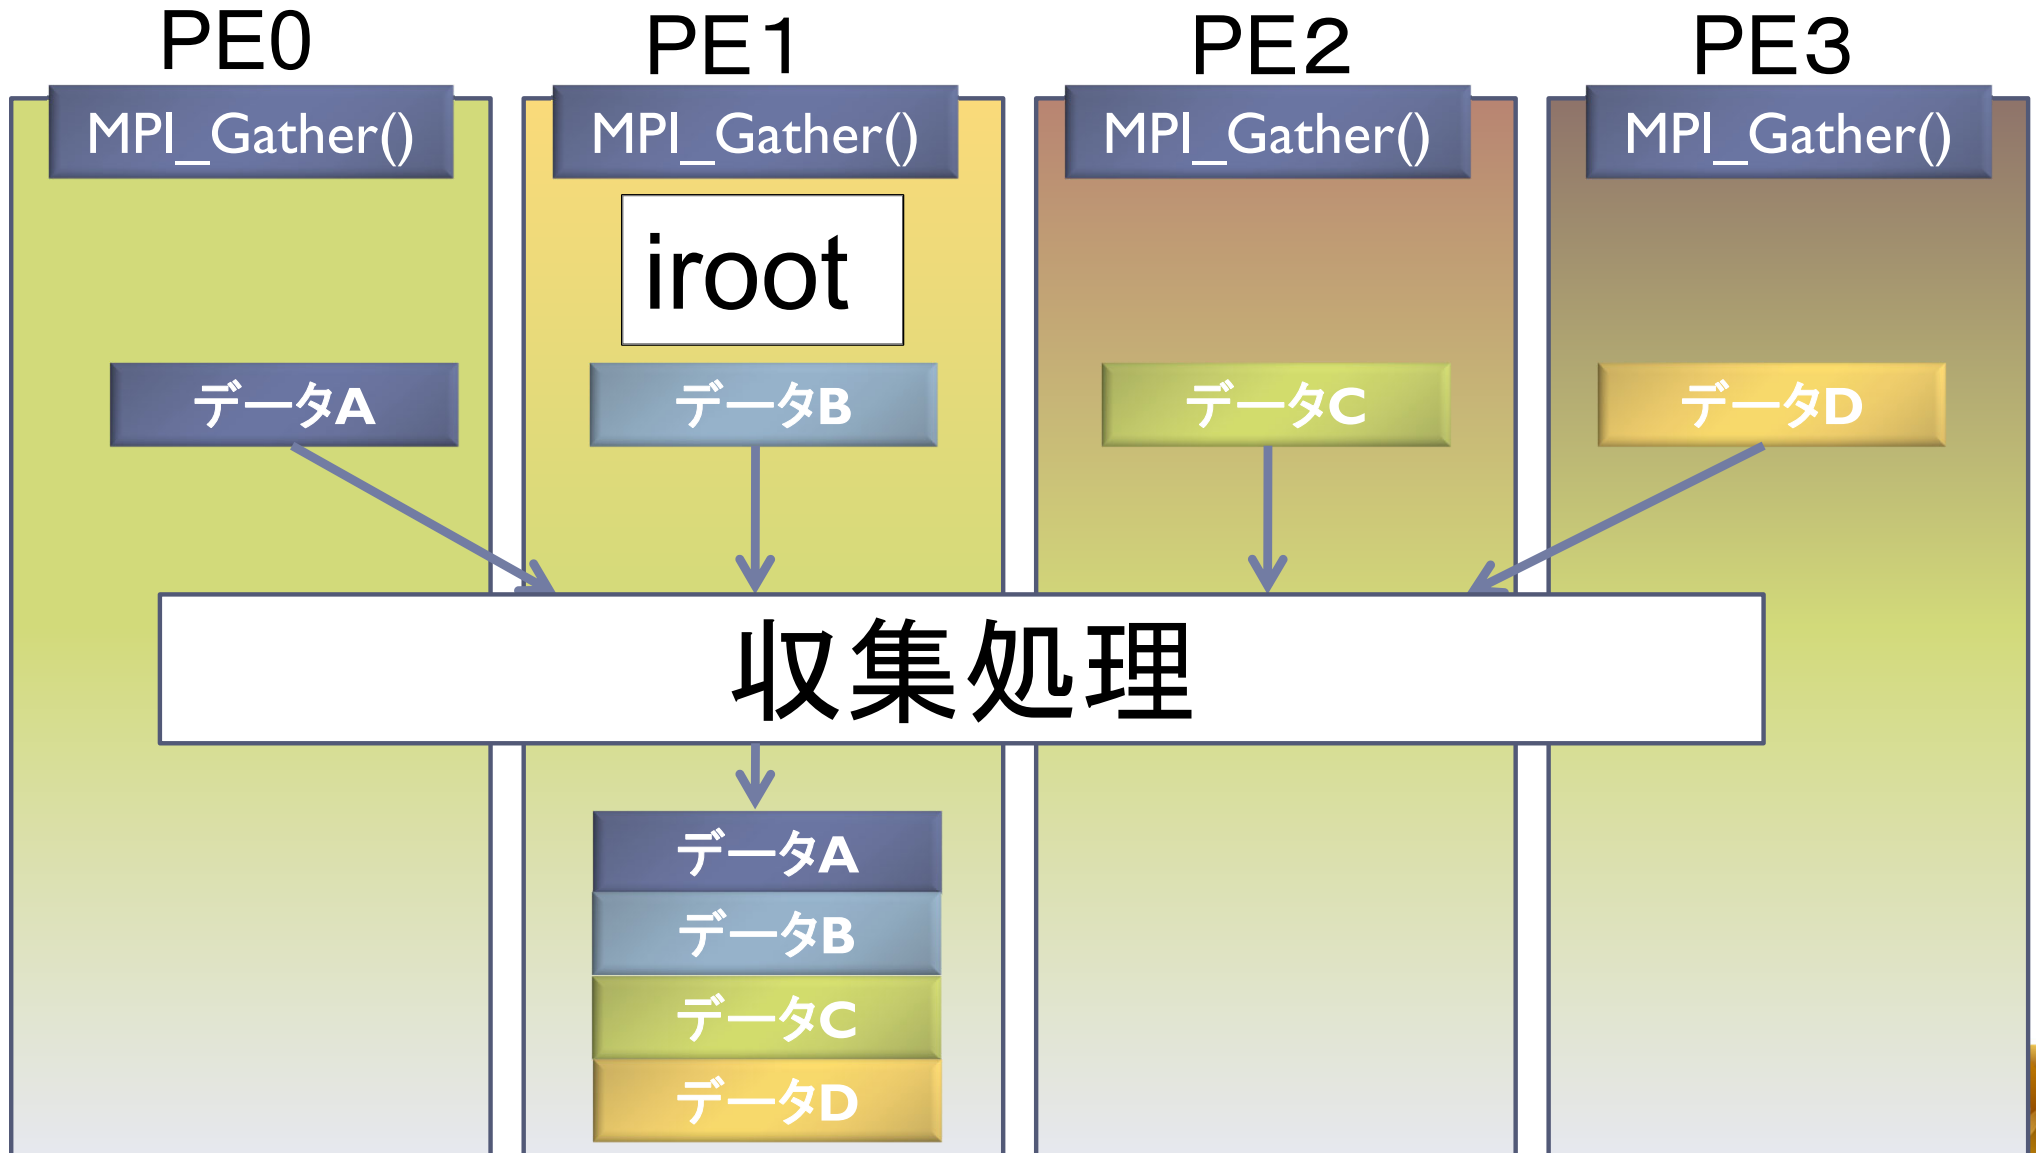 PE0
PE1
PE2
PE3
MPI_Gather()
MPI_Gather()
MPI_Gather()
MPI_Gather()
iroot
データA
データB
データC
データD
収集処理
データA
データB
データC
データD